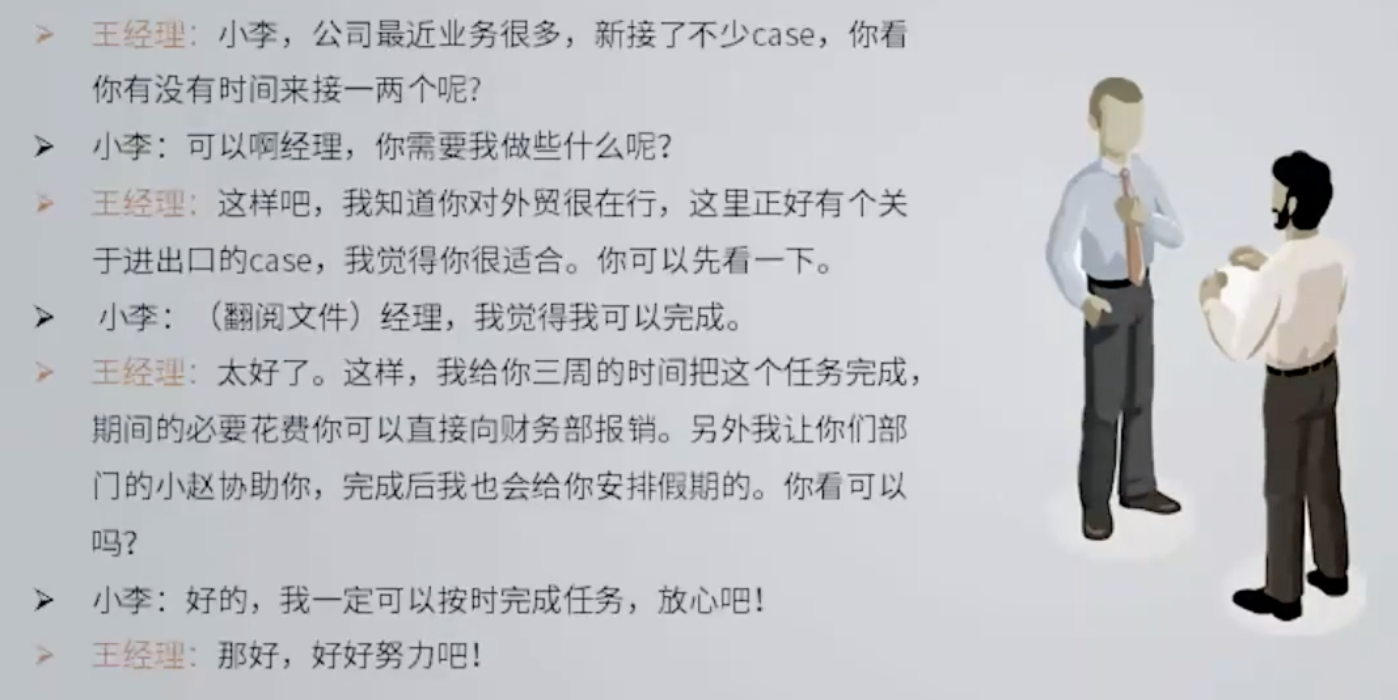 ➢ 王经理：小李，公司最近业务很多，新接了不少case，你看
你有没有时间来接一两个呢？
➢ 小李：可以啊经理，你需要我做些什么呢？
➢ 王经理：这样吧，我知道你对外贸很在行，这里正好有个关
于进出口的case，我觉得你很适合。你可以先看一下。
➢ 小李：（翻阅文件）经理，我觉得我可以完成。
➢ 王经理：太好了。这样，我给你三周的时间把这个任务完成，
期间的必要花费你可以直接向财务部报销。另外我让你们部
门的小赵协助你，完成后我也会给你安排假期的。你看可以
吗？
➢ 小李：好的，我一定可以按时完成任务，放心吧！
➢ 王经理：那好，好好努力吧！